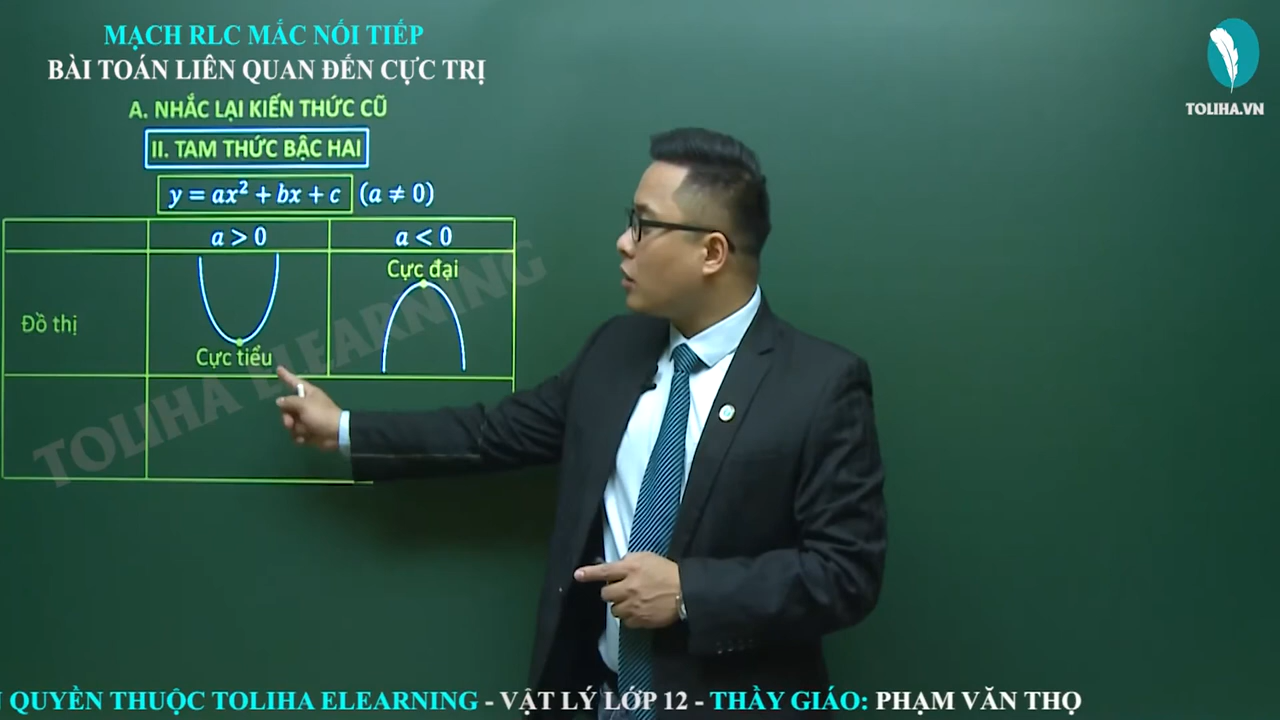 MẠCH RLC MẮC NỐI TIẾP
BÀI TOÁN LIÊN QUAN ĐẾN CỰC TRỊ
A. NHẮC LẠI KIẾN THỨC CŨ
II. TAM THỨC BẬC HAI
y = ax² + bx + c (a ≠ 0)
a > 0 a < 0
Đồ thị
Cực tiểu
Cực đại
TOLIHA ELEARNING
TOLIHA.VN
QUYỀN THUỘC TOLIHA ELEARNING - VẬT LÝ LỚP 12 - THẦY GIÁO: PHẠM VĂN THỌ